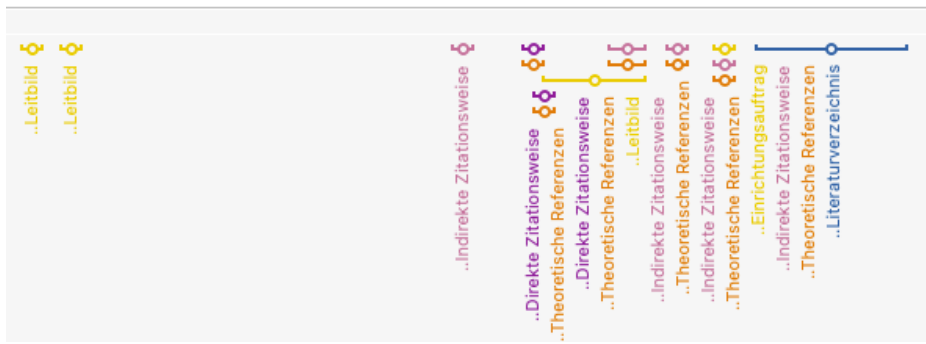 ..Leitbild
..Leitbild
..Indirekte Zitationsweise
..Direkte Zitationsweise
..Theoretische Referenzen
..Direkte Zitationsweise
..Theoretische Referenzen
..Leitbild
..Indirekte Zitationsweise
..Theoretische Referenzen
..Indirekte Zitationsweise
..Theoretische Referenzen
..Einrichtungsauftrag
..Indirekte Zitationsweise
..Theoretische Referenzen
..Literaturverzeichnis